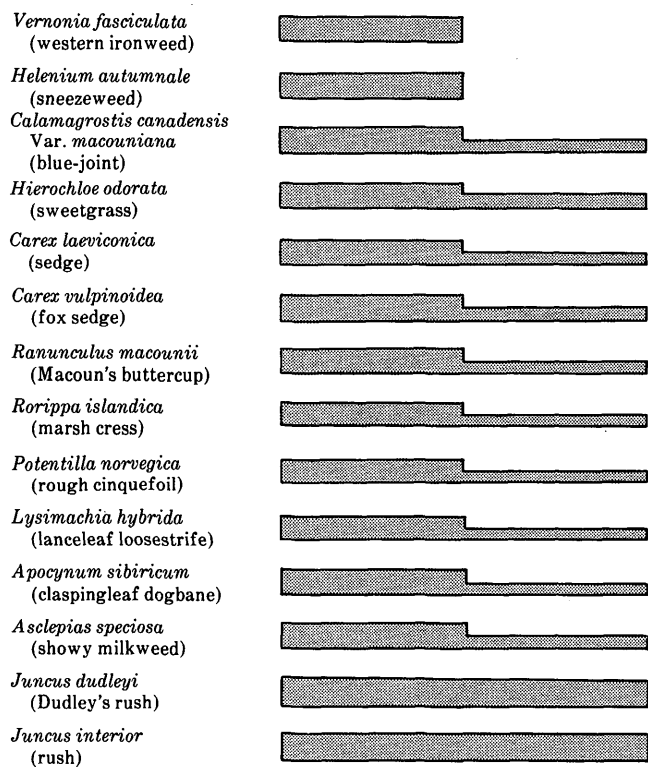 Vernonia fasciculata
(western ironweed)
Helenium autumnale
(sneezeweed)
Calamagrostis canadensis
Var. macouniana
(blue-joint)
Hierochloe odorata
(sweetgrass)
Carex laeviconica
(sedge)
Carex vulpinoidea
(fox sedge)
Ranunculus macounii
(Macoun's buttercup)
Rorippa islandica
(marsh cress)
Potentilla norvegica
(rough cinquefoil)
Lysimachia hybrida
(lanceleaf loosestrife)
Apocynum sibiricum
(claspingleaf dogbane)
Asclepias speciosa
(showy milkweed)
Juncus dudleyi
(Dudley's rush)
Juncus interior
(rush)